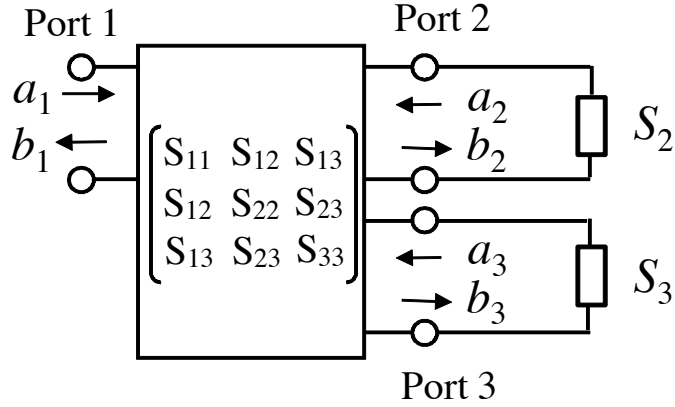 Port 1
Port 2
a₁
a₂
S₂
b₁
b₂
S₁₁ S₁₂ S₁₃
S₁₂ S₂₂ S₂₃
S₁₃ S₂₃ S₃₃
a₃
S₃
b₃
Port 3